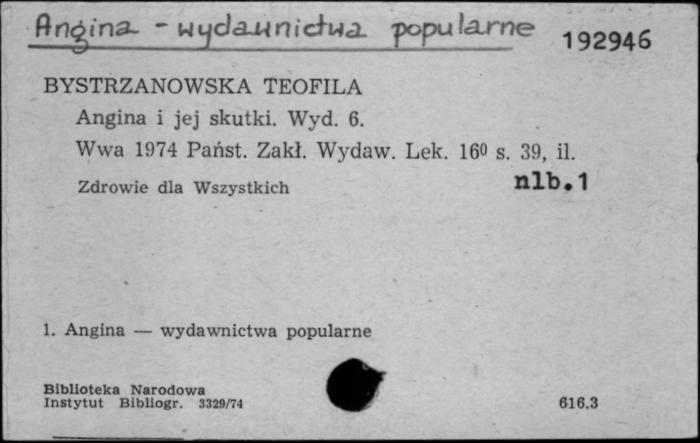 Angina - wydawnictwa popularne
192946
BYSTRZANOWSKA TEOFILA
Angina i jej skutki. Wyd. 6.
Wwa 1974 Państ. Zakł. Wydaw. Lek. 16⁰ s. 39, il.
nlb.1
Zdrowie dla Wszystkich
1. Angina — wydawnictwa popularne
Biblioteka Narodowa
Instytut Bibliogr. 3329/74
616.3